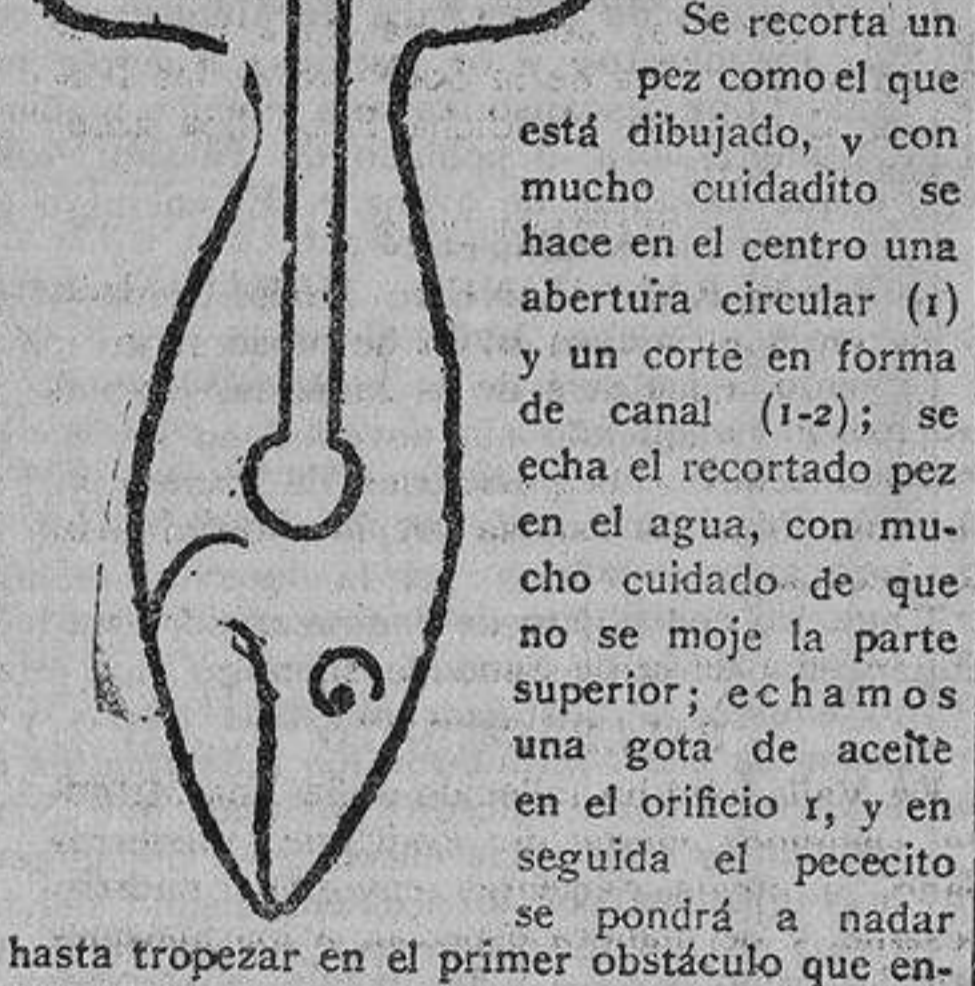 Se recorta un
pez como el que
está dibujado, y con
mucho cuidadito se
hace en el centro una
abertura circular (1)
y un corte en forma
de canal (1-2); se
echa el recortado pez
en el agua, con mu-
cho cuidado de que
no se moje la parte
superior; echamos
una gota de aceite
en el orificio 1, y en
seguida el pececito
se pondrá a nadar
hasta tropezar en el primer obstáculo que en-